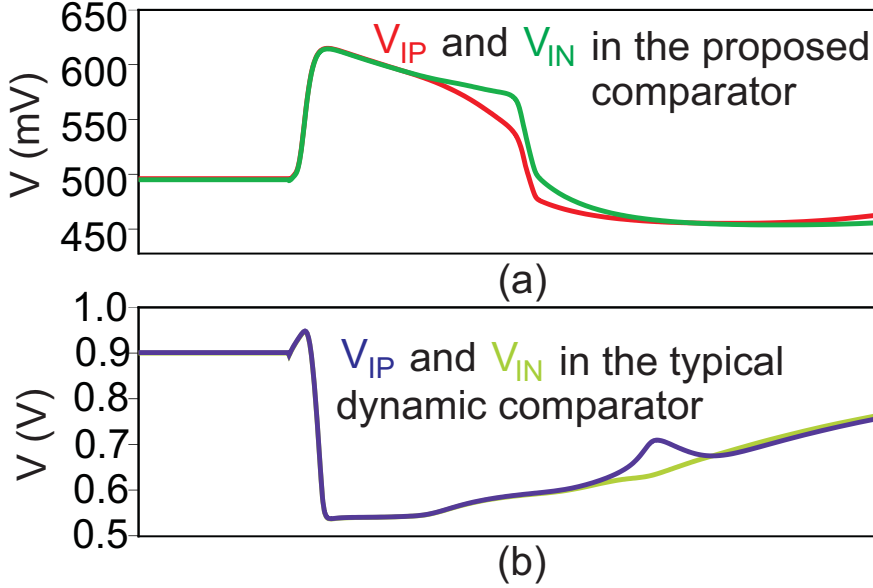 650
V_IP and V_IN in the proposed
600
comparator
550
V (mV)
500
450
(a)
1.0
0.9
V_IP and V_IN in the typical
0.8
dynamic comparator
0.7
V (V)
0.6
0.5
(b)